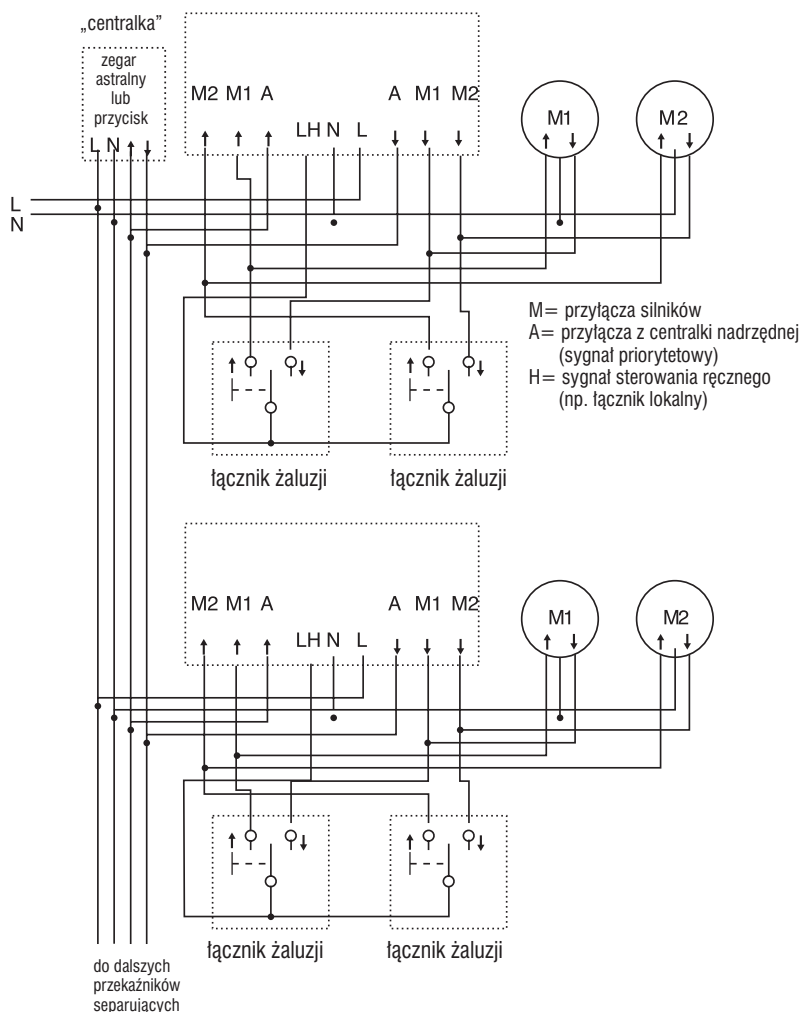 „centralka”
zegar
astralny
lub
przycisk
L N
M2 M1 A
LH N L
A M1 M2
M1
M2
L
N
M= przyłącza silników
A= przyłącza z centralki nadrzędnej
(sygnał priorytetowy)
H= sygnał sterowania ręcznego
(np. łącznik lokalny)
łącznik żaluzji
łącznik żaluzji
M2 M1 A
LH N L
A M1 M2
M1
M2
łącznik żaluzji
łącznik żaluzji
do dalszych
przekaźników
separujących